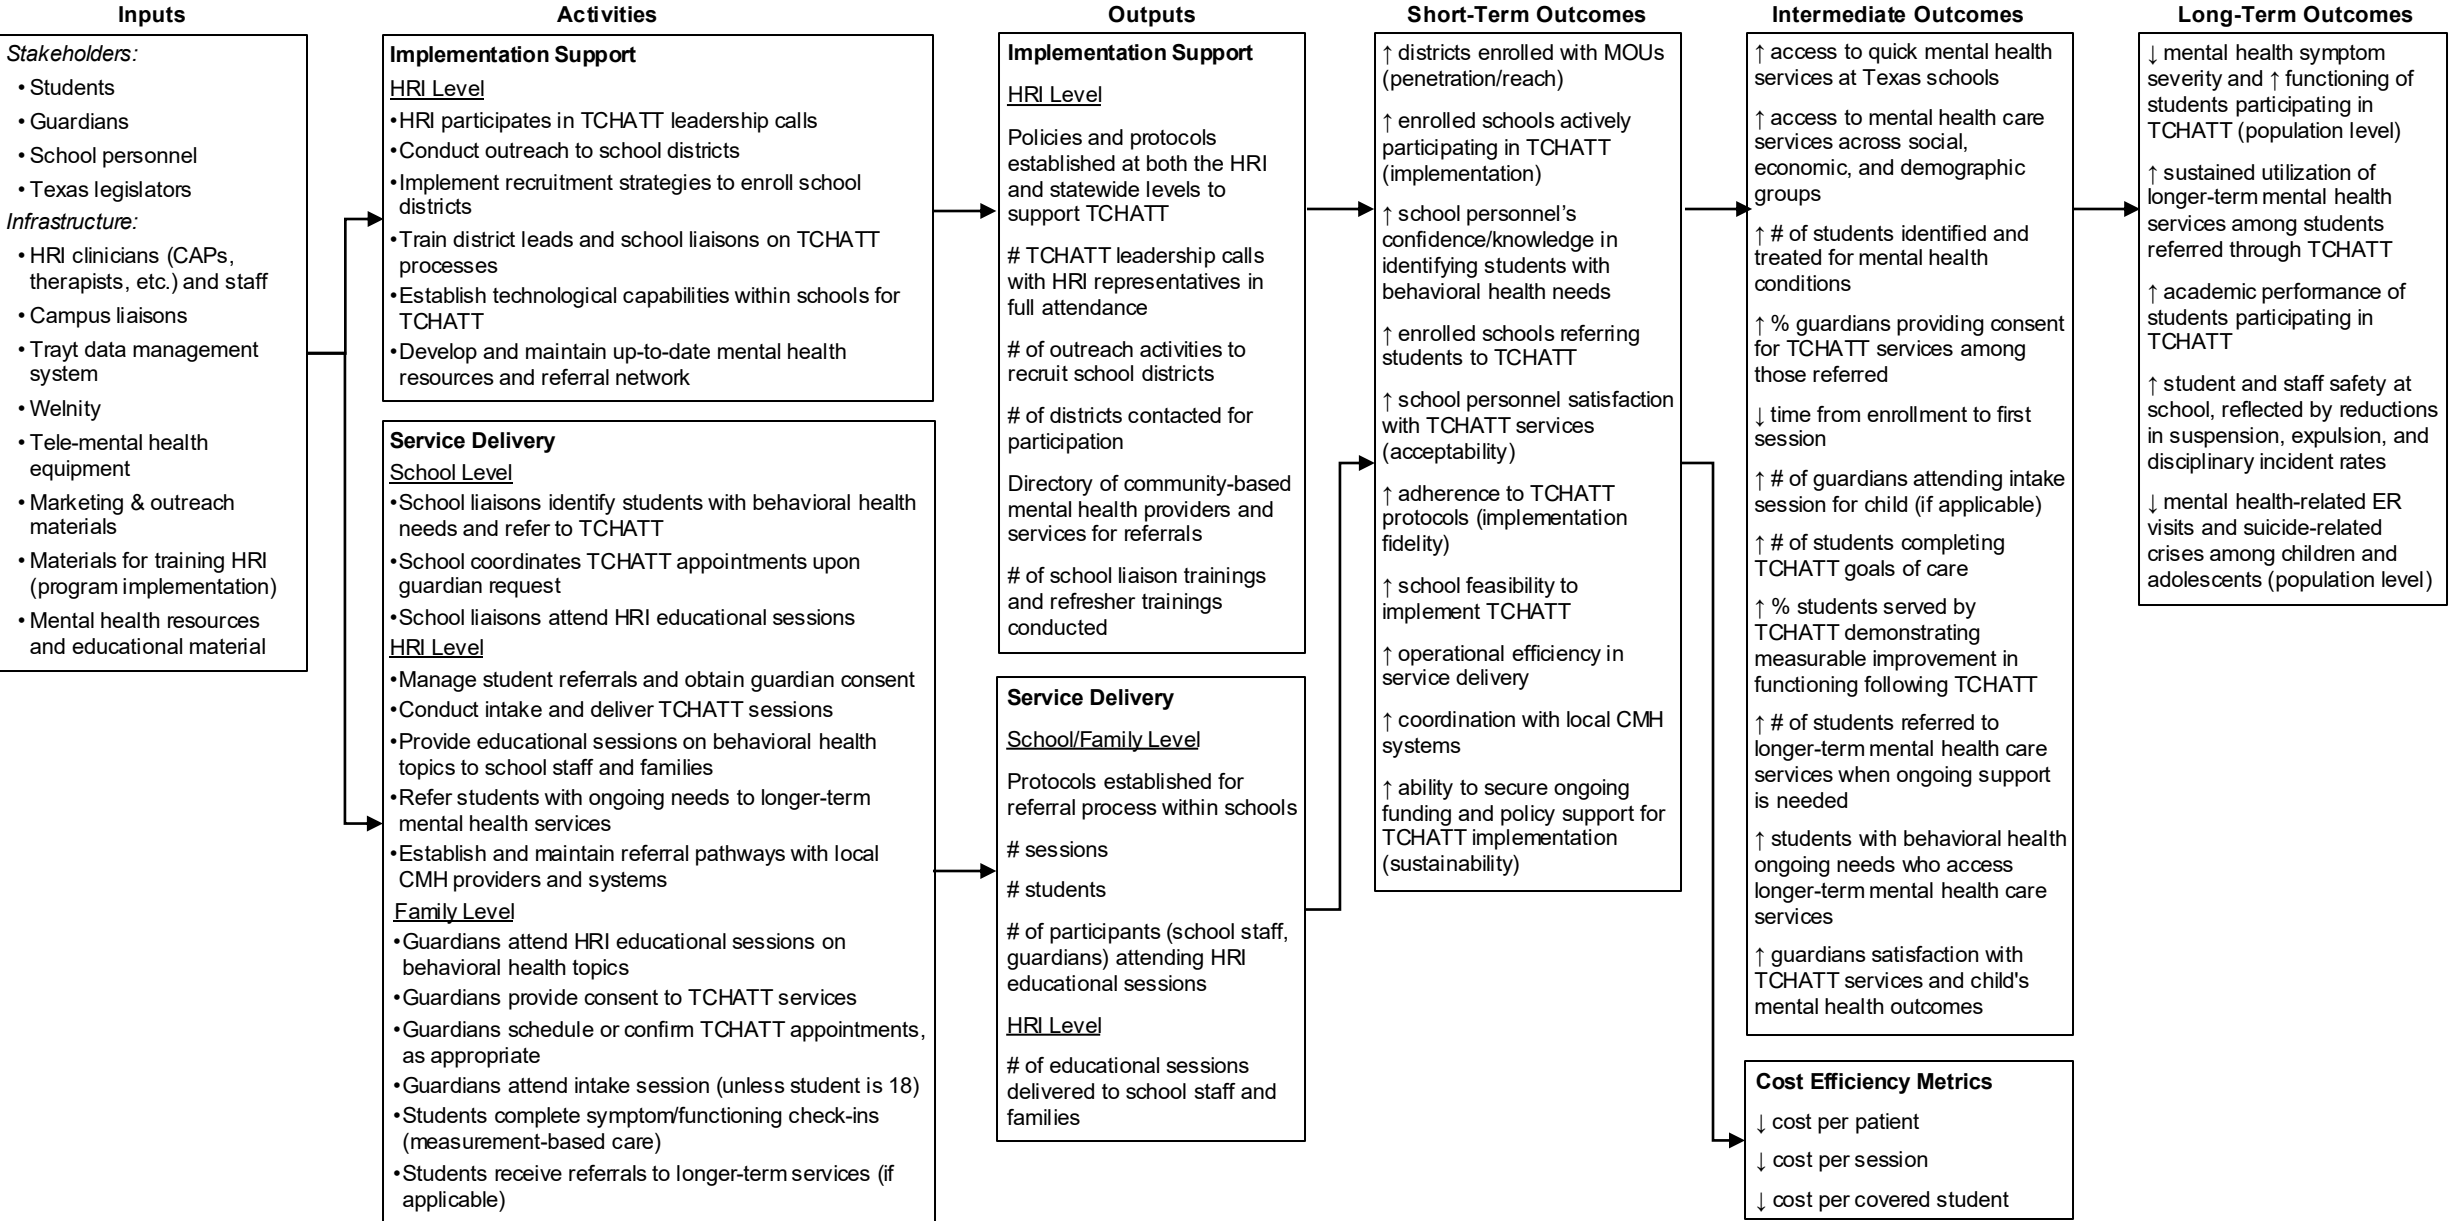 Inputs
Stakeholders:
• Students
• Guardians
• School personnel
• Texas legislators
Infrastructure:
• HRI clinicians (CAPs,
therapists, etc.) and staff
• Campus liaisons
• Trayt data management
system
• Welnity
• Tele-mental health
equipment
• Marketing & outreach
materials
• Materials for training HRI
(program implementation)
• Mental health resources
and educational material
Activities
Implementation Support
HRI Level
•HRI participates in TCHATT leadership calls
•Conduct outreach to school districts
•Implement recruitment strategies to enroll school
districts
•Train district leads and school liaisons on TCHATT
processes
•Establish technological capabilities within schools for
TCHATT
•Develop and maintain up-to-date mental health
resources and referral network
Service Delivery
School Level
•School liaisons identify students with behavioral health
needs and refer to TCHATT
•School coordinates TCHATT appointments upon
guardian request
•School liaisons attend HRI educational sessions
HRI Level
•Manage student referrals and obtain guardian consent
•Conduct intake and deliver TCHATT sessions
•Provide educational sessions on behavioral health
topics to school staff and families
•Refer students with ongoing needs to longer-term
mental health services
•Establish and maintain referral pathways with local
CMH providers and systems
Family Level
•Guardians attend HRI educational sessions on
behavioral health topics
•Guardians provide consent to TCHATT services
•Guardians schedule or confirm TCHATT appointments,
as appropriate
•Guardians attend intake session (unless student is 18)
•Students complete symptom/functioning check-ins
(measurement-based care)
•Students receive referrals to longer-term services (if
applicable)
Outputs
Implementation Support
HRI Level
Policies and protocols
established at both the HRI
and statewide levels to
support TCHATT
# TCHATT leadership calls
with HRI representatives in
full attendance
# of outreach activities to
recruit school districts
# of districts contacted for
participation
Directory of community-based
mental health providers and
services for referrals
# of school liaison trainings
and refresher trainings
conducted
Service Delivery
School/Family Level
Protocols established for
referral process within schools
# sessions
# students
# of participants (school staff,
guardians) attending HRI
educational sessions
HRI Level
# of educational sessions
delivered to school staff and
families
Short-Term Outcomes
↑ districts enrolled with MOUs
(penetration/reach)
↑ enrolled schools actively
participating in TCHATT
(implementation)
↑ school personnel's
confidence/knowledge in
identifying students with
behavioral health needs
↑ enrolled schools referring
students to TCHATT
↑ school personnel satisfaction
with TCHATT services
(acceptability)
↑ adherence to TCHATT
protocols (implementation
fidelity)
↑ school feasibility to
implement TCHATT
↑ operational efficiency in
service delivery
↑ coordination with local CMH
systems
↑ ability to secure ongoing
funding and policy support for
TCHATT implementation
(sustainability)
Intermediate Outcomes
↑ access to quick mental health
services at Texas schools
↑ access to mental health care
services across social,
economic, and demographic
groups
↑ # of students identified and
treated for mental health
conditions
↑ % guardians providing consent
for TCHATT services among
those referred
↓ time from enrollment to first
session
↑ # of guardians attending intake
session for child (if applicable)
↑ # of students completing
TCHATT goals of care
↑ % students served by
TCHATT demonstrating
measurable improvement in
functioning following TCHATT
↑ # of students referred to
longer-term mental health care
services when ongoing support
is needed
↑ students with behavioral health
ongoing needs who access
longer-term mental health care
services
↑ guardians satisfaction with
TCHATT services and child's
mental health outcomes
Cost Efficiency Metrics
↓ cost per patient
↓ cost per session
↓ cost per covered student
Long-Term Outcomes
↓ mental health symptom
severity and ↑ functioning of
students participating in
TCHATT (population level)
↑ sustained utilization of
longer-term mental health
services among students
referred through TCHATT
↑ academic performance of
students participating in
TCHATT
↑ student and staff safety at
school, reflected by reductions
in suspension, expulsion, and
disciplinary incident rates
↓ mental health-related ER
visits and suicide-related
crises among children and
adolescents (population level)